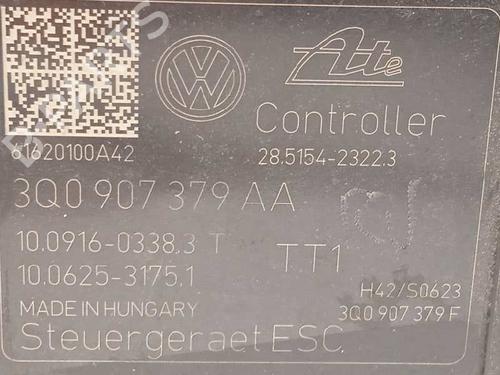 VW
Ate
Controller
61620100A42
28.5154-2322.3
3Q0 907 379 AA
10.0916-0338.3 T
TT1
10.0625-3175.1
H42/S0623
MADE IN HUNGARY
3Q0 907 379 F
Steuergeraet ESC